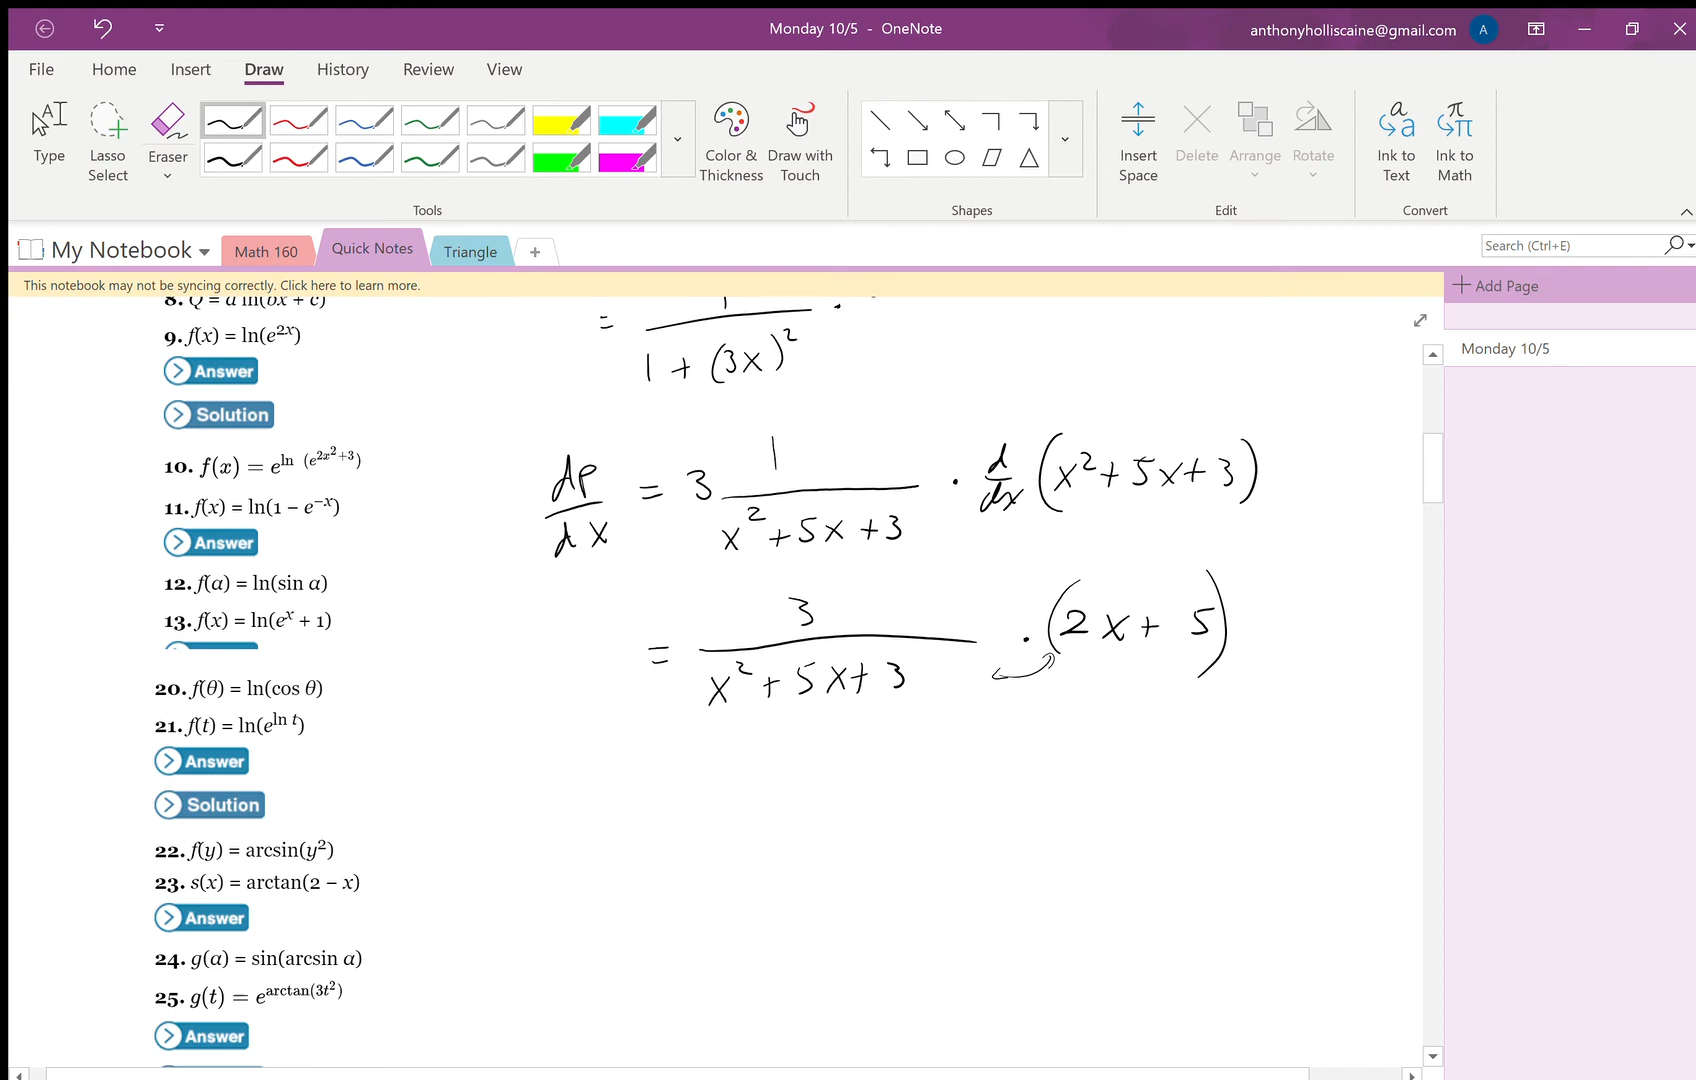 Monday 10/5 - OneNote
anthonyholliscaine@gmail.com A
File Home Insert Draw History Review View
Type
Lasso Select
Eraser
Color & Thickness
Draw with Touch
Insert Space
Delete
Arrange
Rotate
Ink to Text
Ink to Math
Tools Shapes Edit Convert
My Notebook Math 160 Quick Notes Triangle +
Search (Ctrl+E)
This notebook may not be syncing correctly. Click here to learn more.
Add Page
Monday 10/5
8. Q = a ln(bx + c)
9. f(x) = ln(e^{2x})
Answer
Solution
10. f(x) = e^{ln (e^{2x^2+3})}
11. f(x) = ln(1 − e^{−x})
Answer
12. f(a) = ln(sin a)
13. f(x) = ln(e^x + 1)
20. f(θ) = ln(cos θ)
21. f(t) = ln(e^{ln t})
Answer
Solution
22. f(y) = arcsin(y^2)
23. s(x) = arctan(2 − x)
Answer
24. g(a) = sin(arcsin a)
25. g(t) = e^{arctan(3t^2)}
Answer
= 1/(1 + (3x)^2) ·
dp/dx = 3 1/(x^2 + 5x + 3) · d/dx (x^2 + 5x + 3)
= 3/(x^2 + 5x + 3) · (2x + 5)